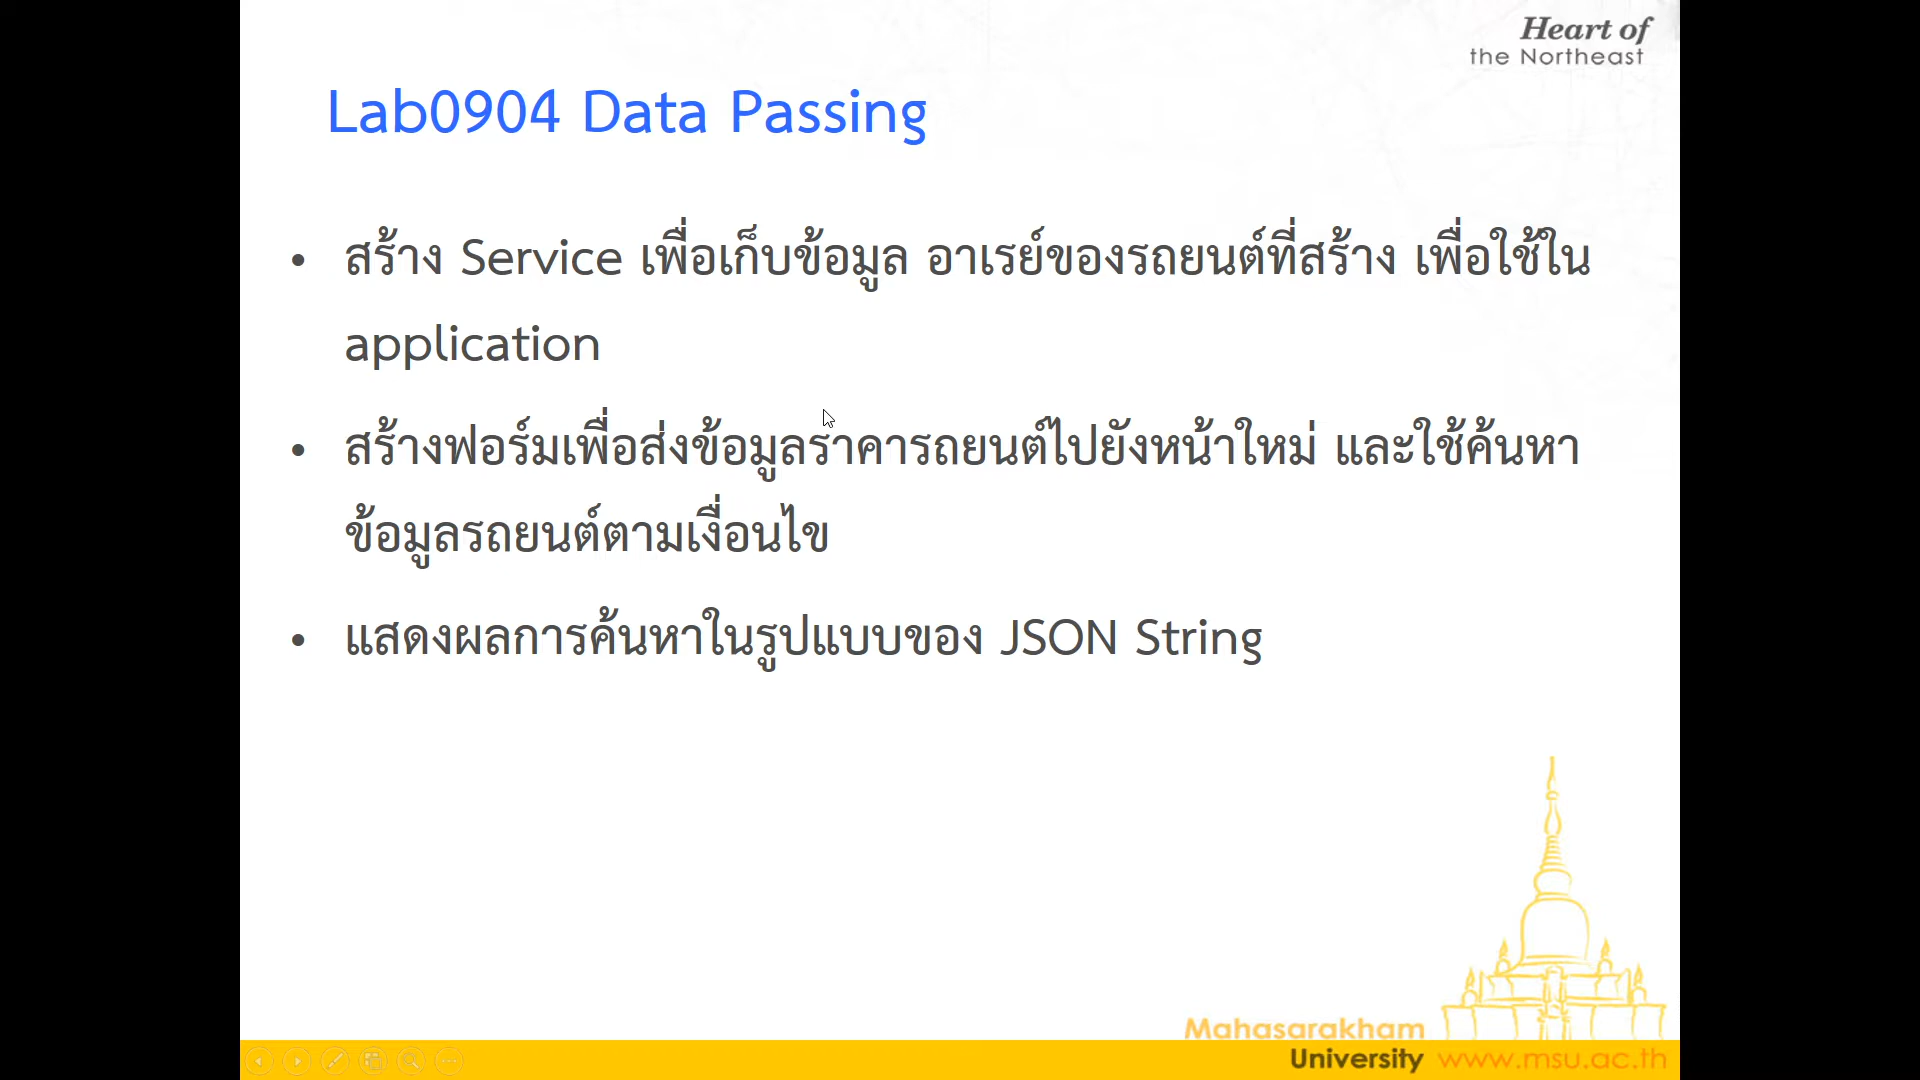 Heart of
the Northeast
Lab0904 Data Passing
• สร้าง Service เพื่อเก็บข้อมูล อาเรย์ของรถยนต์ที่สร้าง เพื่อใช้ใน
application
• สร้างฟอร์มเพื่อส่งข้อมูลราคารถยนต์ไปยังหน้าใหม่ และใช้ค้นหา
ข้อมูลรถยนต์ตามเงื่อนไข
• แสดงผลการค้นหาในรูปแบบของ JSON String
Mahasarakham
University www.msu.ac.th